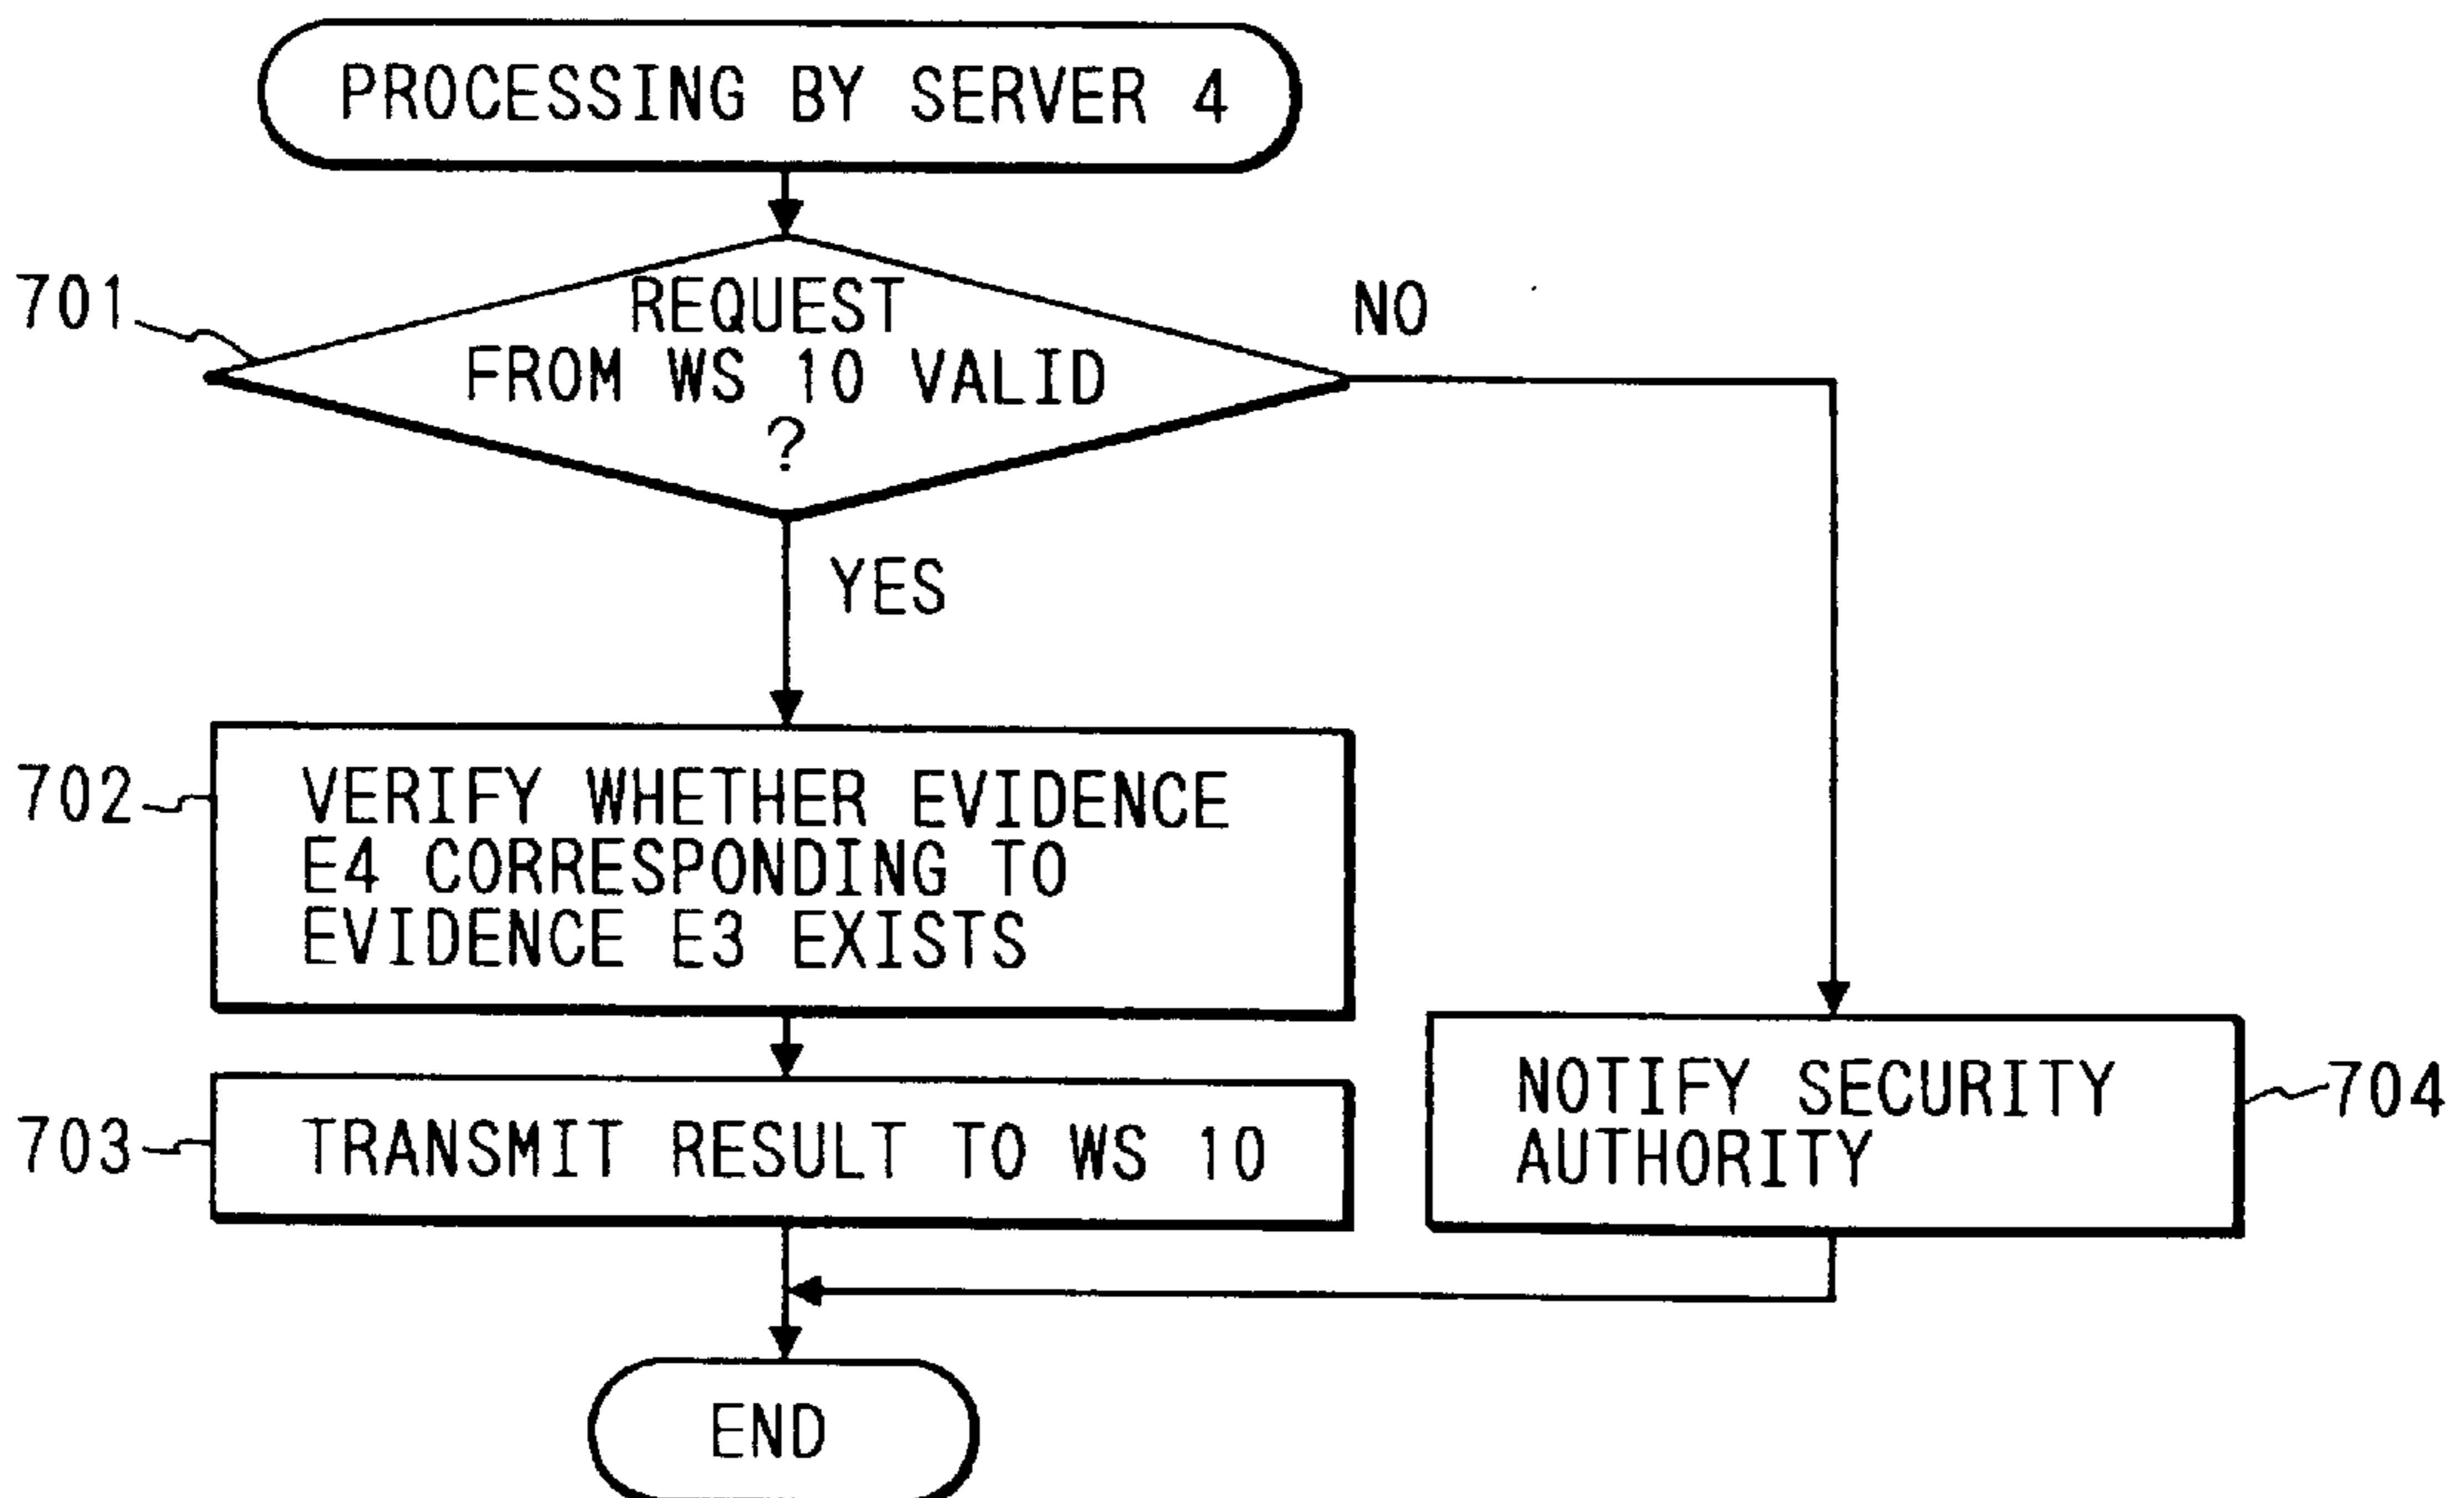 PROCESSING BY SERVER 4
701
REQUEST
FROM WS 10 VALID
?
NO
YES
702
VERIFY WHETHER EVIDENCE
E4 CORRESPONDING TO
EVIDENCE E3 EXISTS
703
TRANSMIT RESULT TO WS 10
NOTIFY SECURITY
AUTHORITY
704
END